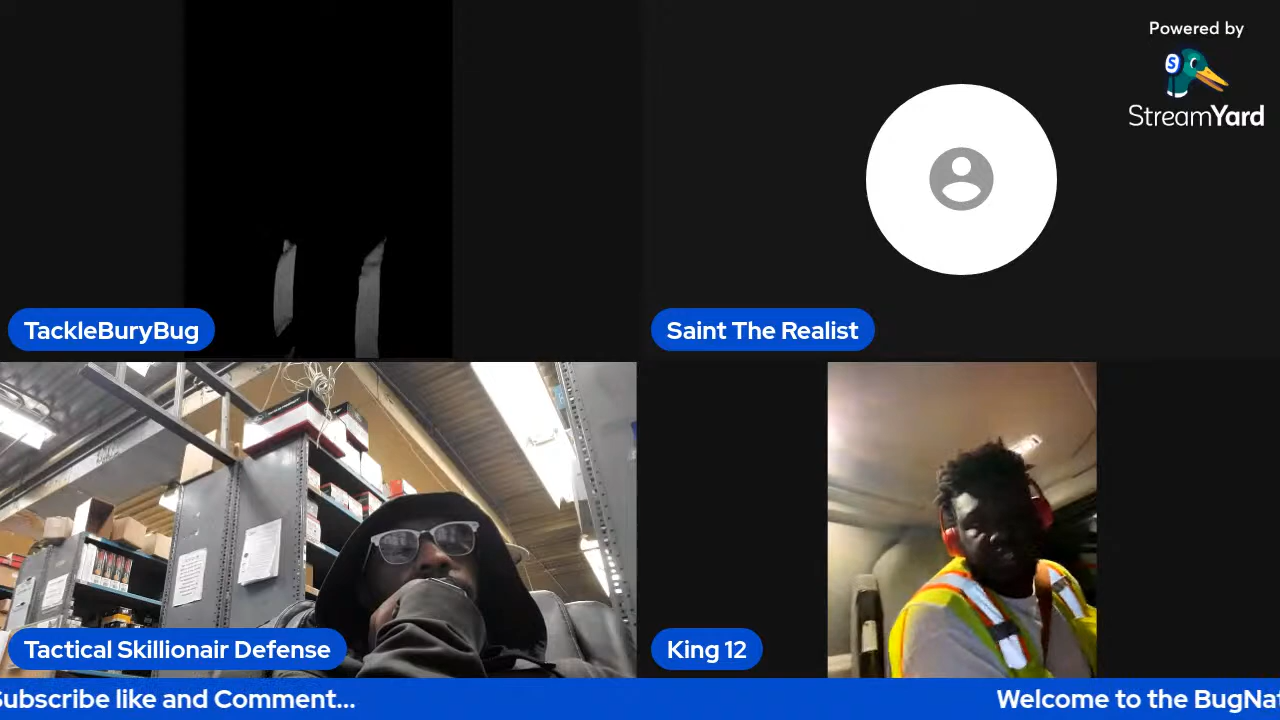 Powered by
StreamYard
TackleBuryBug
Saint The Realist
Tactical Skillionair Defense
King 12
Subscribe like and Comment...
Welcome to the BugNat